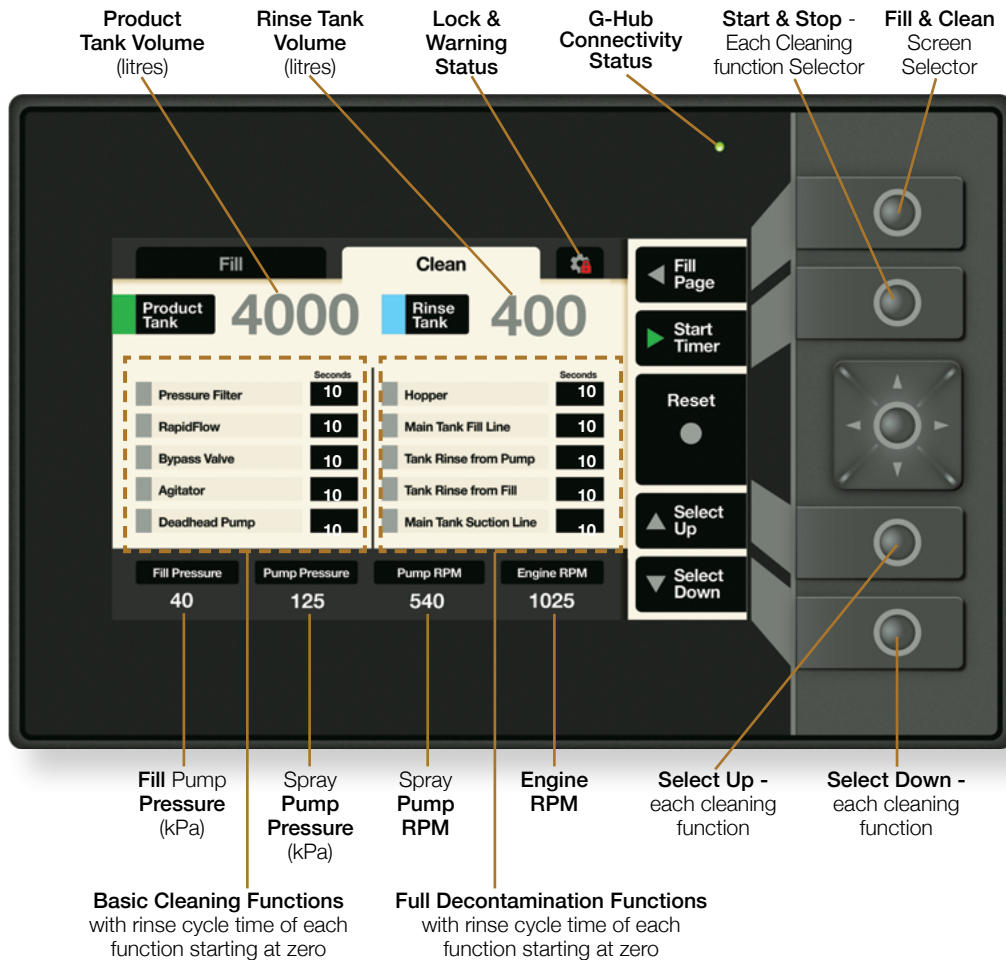 Product
Tank Volume
(litres)
Rinse Tank
Volume
(litres)
Lock &
Warning
Status
G-Hub
Connectivity
Status
Start & Stop -
Each Cleaning
function Selector
Fill & Clean
Screen
Selector
Fill
Clean
Product
Tank
4000
Rinse
Tank
400
Seconds
Pressure Filter 10
RapidFlow 10
Bypass Valve 10
Agitator 10
Deadhead Pump 10
Seconds
Hopper 10
Main Tank Fill Line 10
Tank Rinse from Pump 10
Tank Rinse from Fill 10
Main Tank Suction Line 10
Fill Pressure
40
Pump Pressure
125
Pump RPM
540
Engine RPM
1025
Fill
Page
Start
Timer
Reset
Select
Up
Select
Down
Fill Pump
Pressure
(kPa)
Spray
Pump
Pressure
(kPa)
Spray
Pump
RPM
Engine
RPM
Select Up -
each cleaning
function
Select Down -
each cleaning
function
Basic Cleaning Functions
with rinse cycle time of each
function starting at zero
Full Decontamination Functions
with rinse cycle time of each
function starting at zero